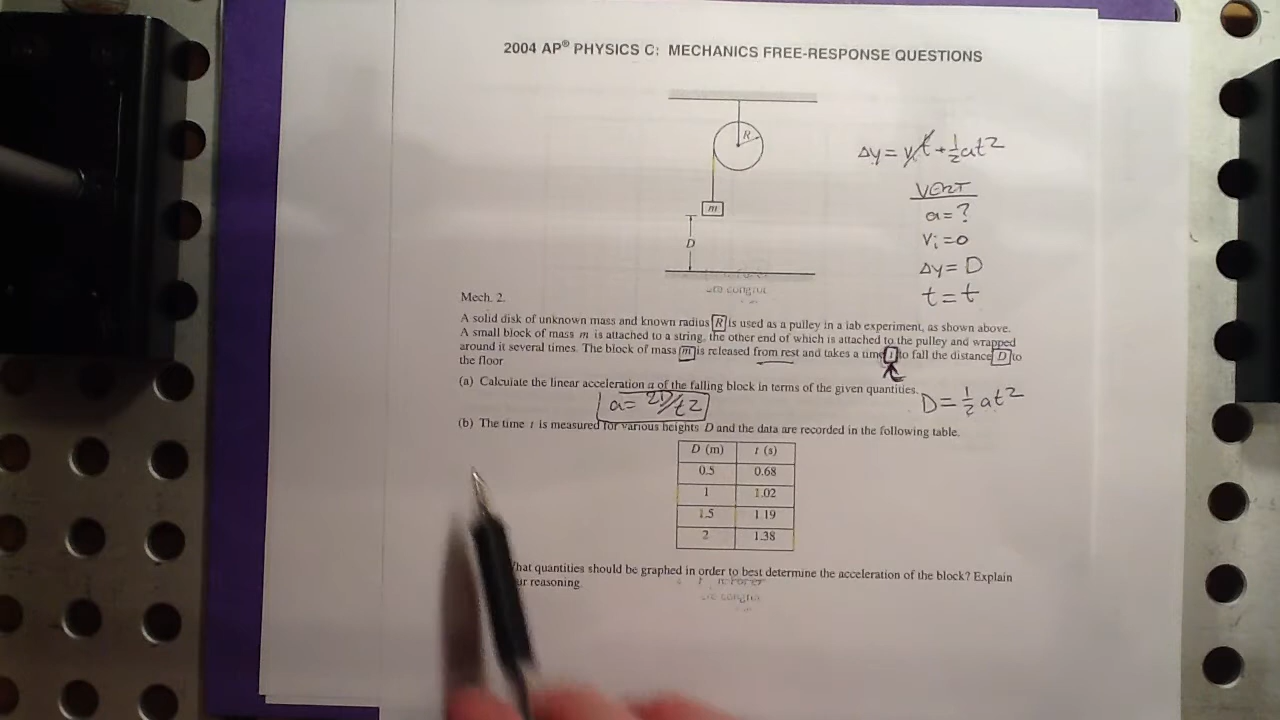 2004 AP® PHYSICS C: MECHANICS FREE-RESPONSE QUESTIONS
R
m
D
Δy = vt + ½at²
VERT
a = ?
Vi = 0
Δy = D
t = t
Mech. 2.
A solid disk of unknown mass and known radius R is used as a pulley in a lab experiment, as shown above.
A small block of mass m is attached to a string, the other end of which is attached to the pulley and wrapped
around it several times. The block of mass m is released from rest and takes a time t to fall the distance D to
the floor.
(a) Calculate the linear acceleration a of the falling block in terms of the given quantities.
a = 2D/t2
D = ½at²
(b) The time t is measured for various heights D and the data are recorded in the following table.
D (m) t (s)
0.5 0.68
1 1.02
1.5 1.19
2 1.38
hat quantities should be graphed in order to best determine the acceleration of the block? Explain
ur reasoning.